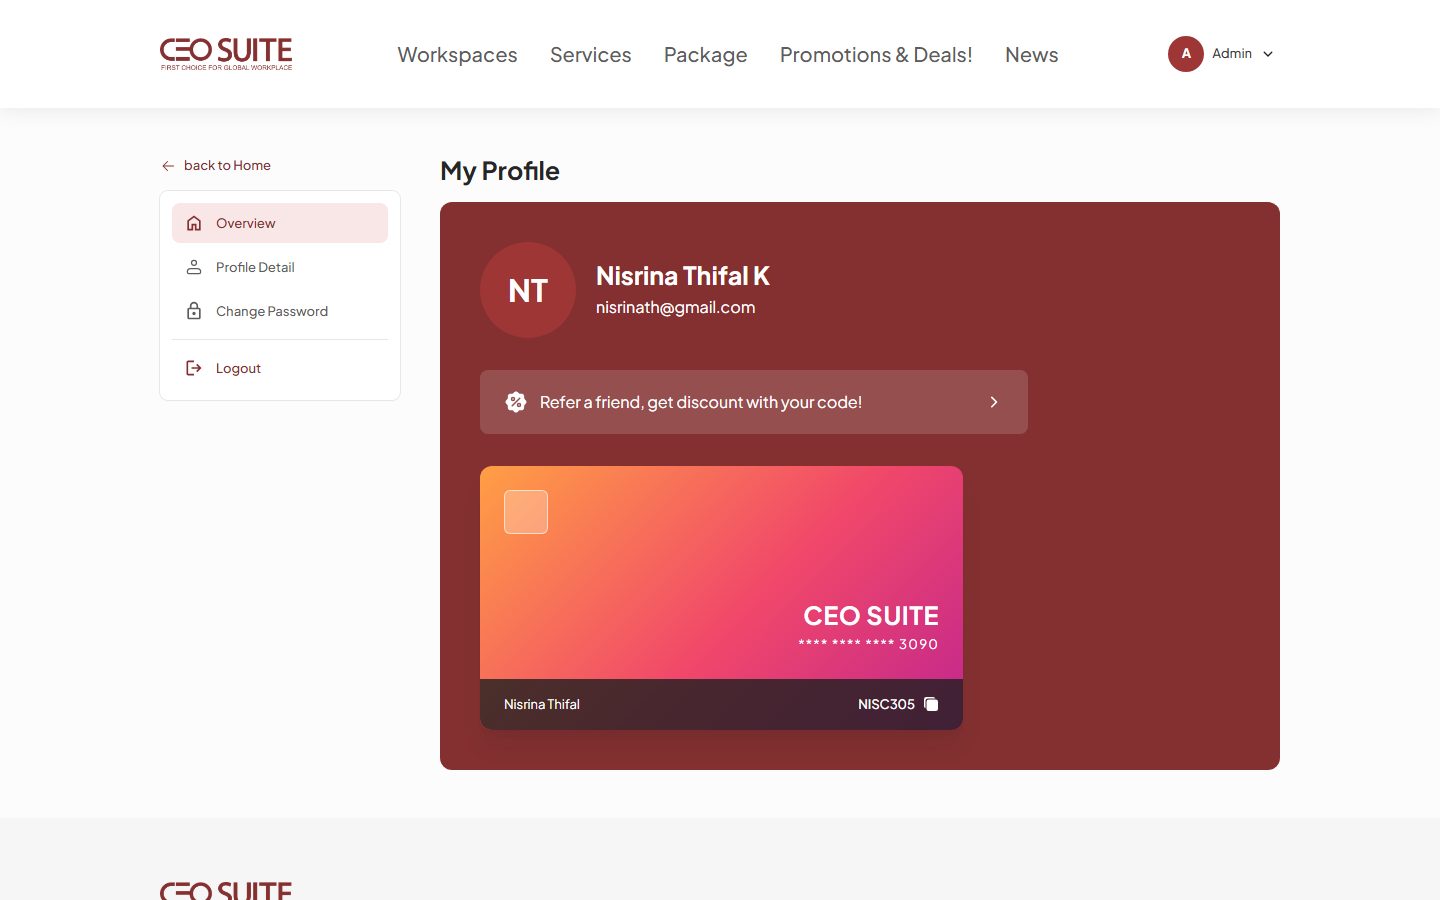 CEO SUITE
FIRST CHOICE FOR GLOBAL WORKPLACE
Workspaces
Services
Package
Promotions & Deals!
News
A
Admin
back to Home
Overview
Profile Detail
Change Password
Logout
My Profile
NT
Nisrina Thifal K
nisrinath@gmail.com
Refer a friend, get discount with your code!
CEO SUITE
**** **** **** 3090
Nisrina Thifal
NISC305
CEO SUITE